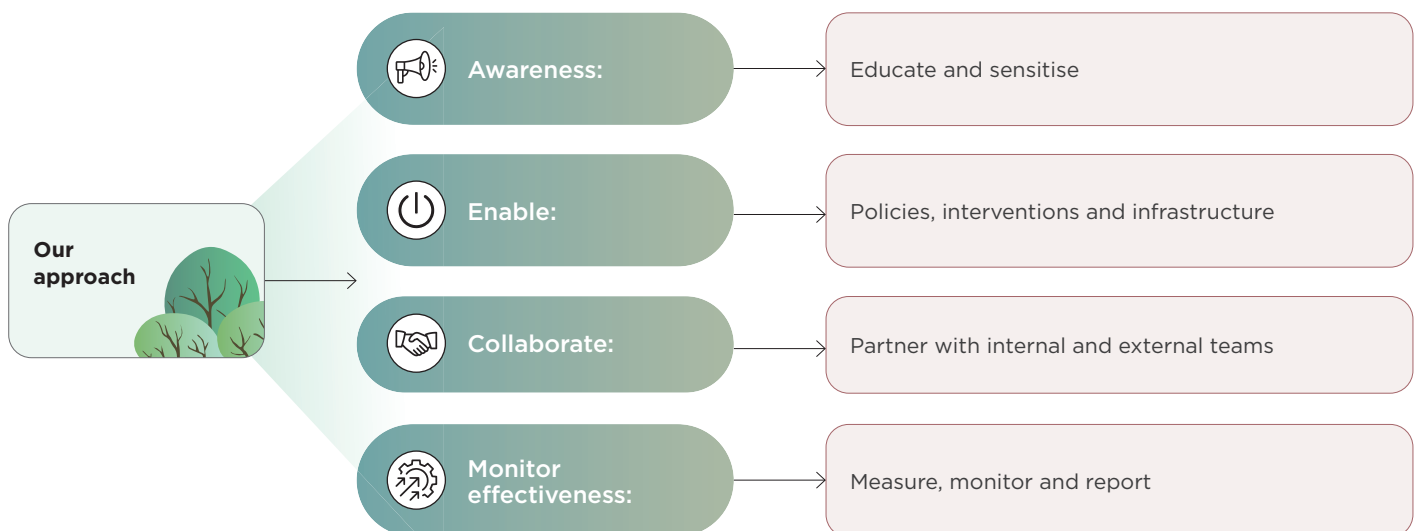 Our
approach
Awareness:
Educate and sensitise
Enable:
Policies, interventions and infrastructure
Collaborate:
Partner with internal and external teams
Monitor
effectiveness:
Measure, monitor and report